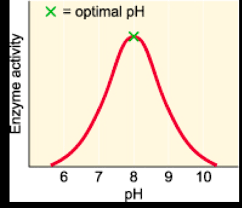 × = optimal pH
Enzyme activity
6 7 8 9 10
pH